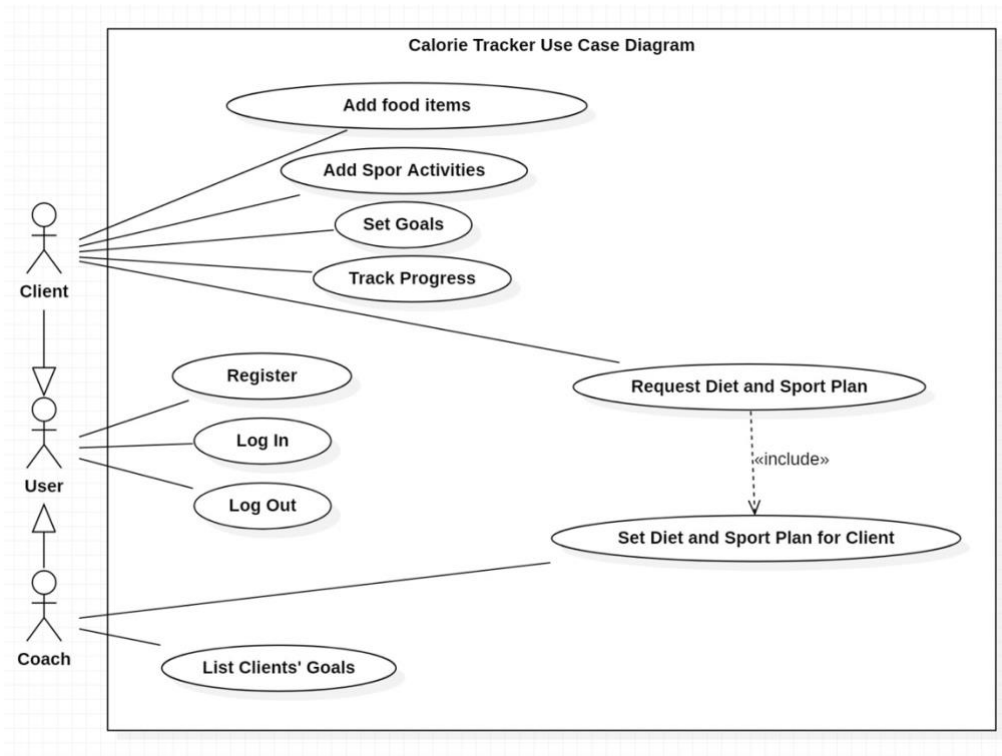 Calorie Tracker Use Case Diagram
Add food items
Add Spor Activities
Set Goals
Track Progress
Client
Register
Request Diet and Sport Plan
Log In
«include»
User
Log Out
Set Diet and Sport Plan for Client
Coach
List Clients' Goals